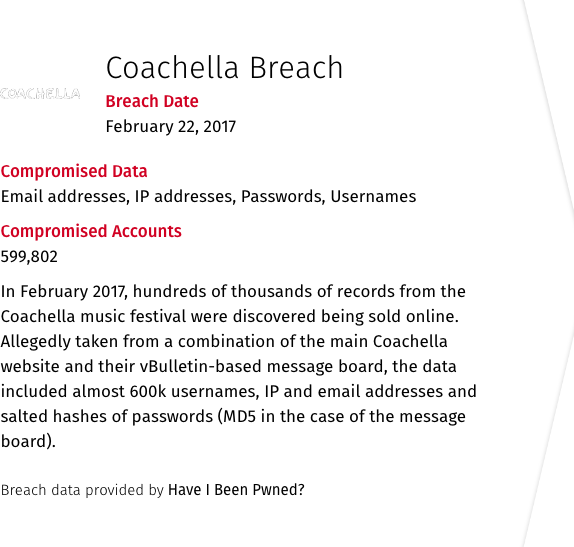 Coachella Breach
COACHELLA
Breach Date
February 22, 2017
Compromised Data
Email addresses, IP addresses, Passwords, Usernames
Compromised Accounts
599,802
In February 2017, hundreds of thousands of records from the
Coachella music festival were discovered being sold online.
Allegedly taken from a combination of the main Coachella
website and their vBulletin-based message board, the data
included almost 600k usernames, IP and email addresses and
salted hashes of passwords (MD5 in the case of the message
board).
Breach data provided by Have I Been Pwned?